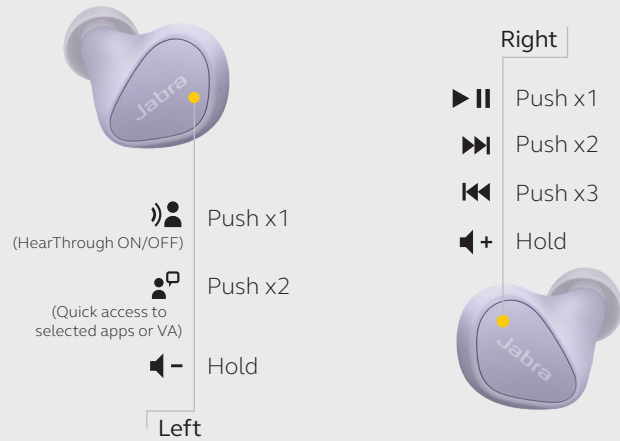 Jabra
Push x1
(HearThrough ON/OFF)
Push x2
(Quick access to
selected apps or VA)
Hold
Left
Right
Push x1
Push x2
Push x3
Hold
Jabra